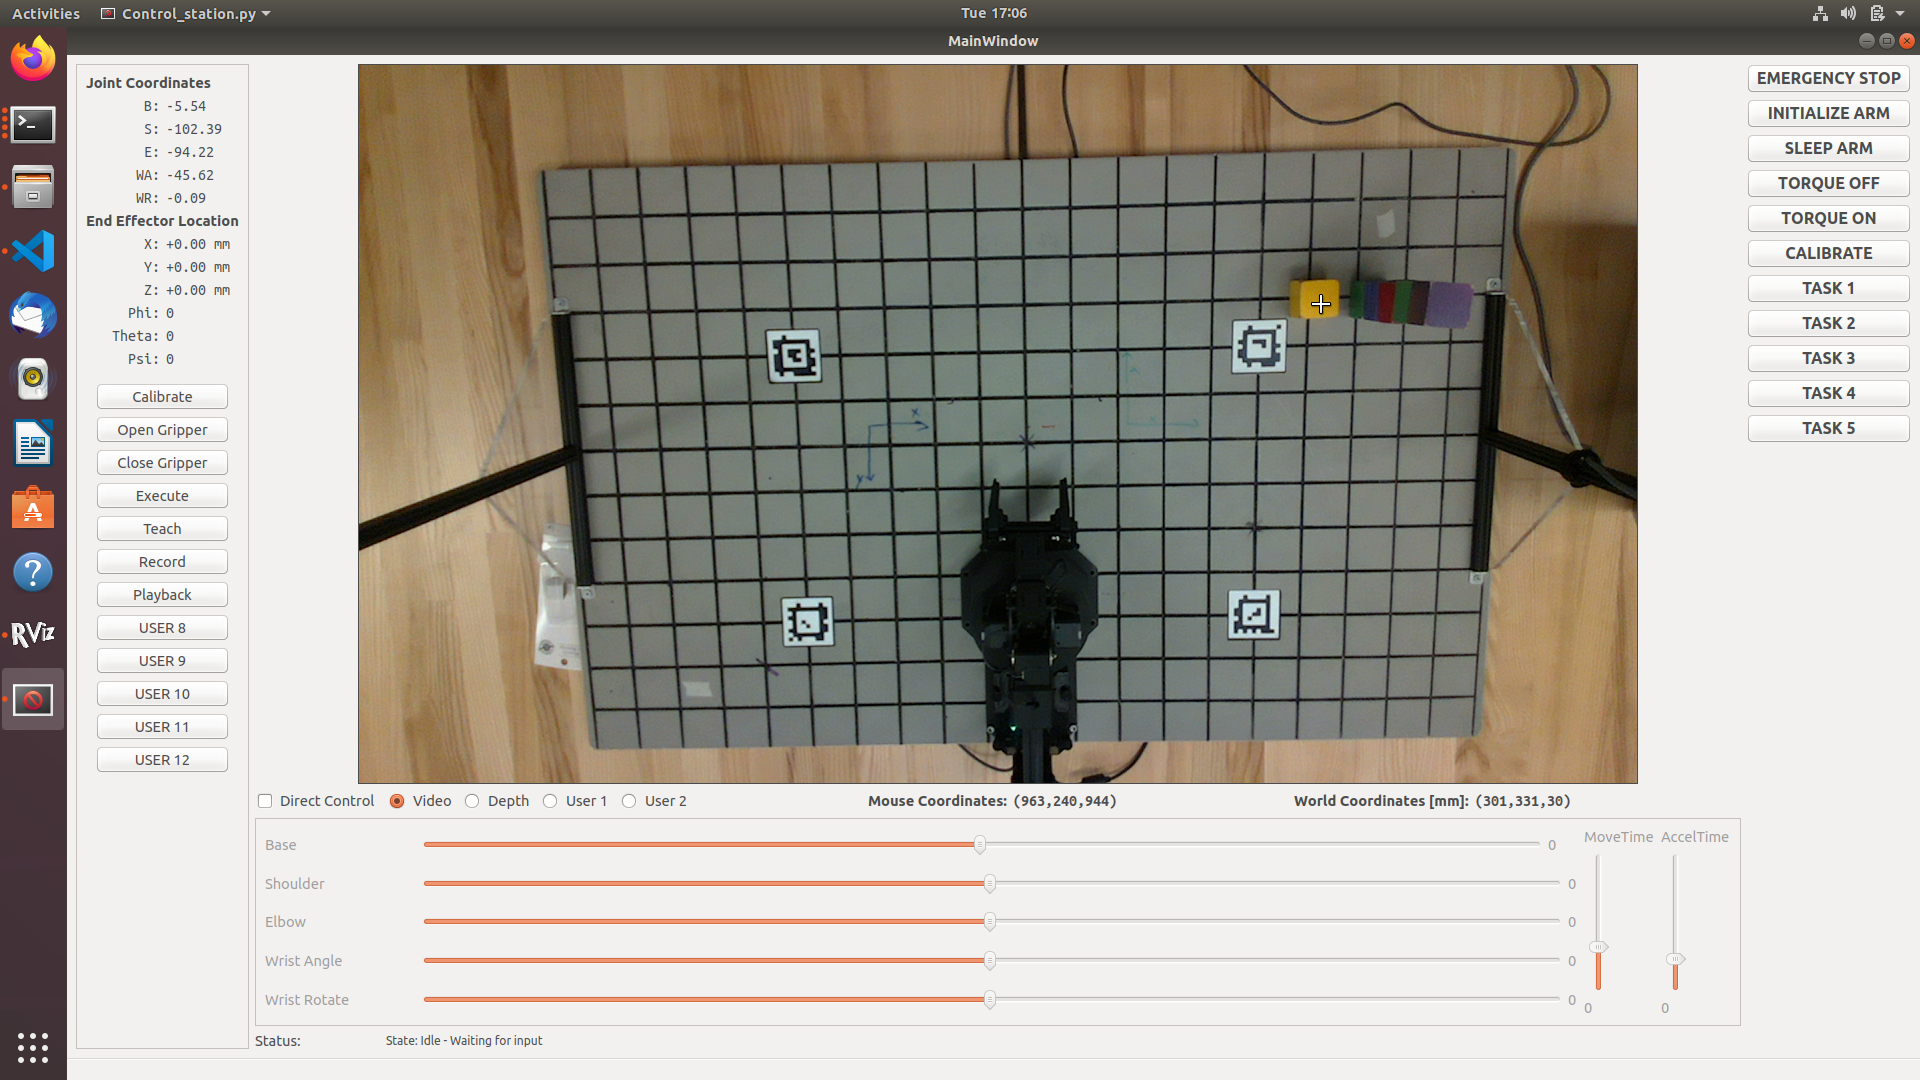 Activities
Control_station.py
Tue 17:06
MainWindow
Joint Coordinates
B: -5.54
S: -102.39
E: -94.22
WA: -45.62
WR: -0.09
End Effector Location
X: +0.00 mm
Y: +0.00 mm
Z: +0.00 mm
Phi: 0
Theta: 0
Psi: 0
Calibrate
Open Gripper
Close Gripper
Execute
Teach
Record
Playback
USER 8
USER 9
USER 10
USER 11
USER 12
RViz
x
y
EMERGENCY STOP
INITIALIZE ARM
SLEEP ARM
TORQUE OFF
TORQUE ON
CALIBRATE
TASK 1
TASK 2
TASK 3
TASK 4
TASK 5
Direct Control
Video
Depth
User 1
User 2
Mouse Coordinates: (963,240,944)
World Coordinates [mm]: (301,331,30)
Base 0
Shoulder 0
Elbow 0
Wrist Angle 0
Wrist Rotate 0
MoveTime AccelTime
0 0
Status:
State: Idle - Waiting for input